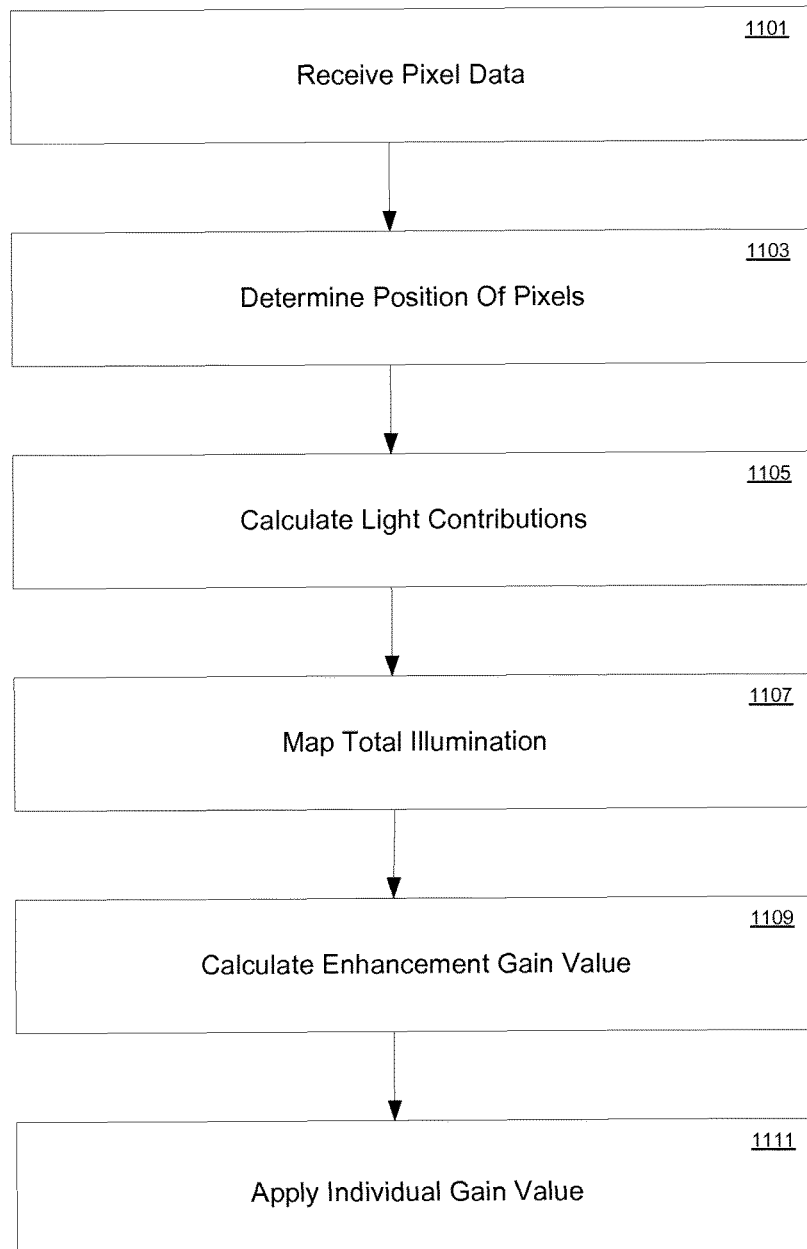 1101
Receive Pixel Data
1103
Determine Position Of Pixels
1105
Calculate Light Contributions
1107
Map Total Illumination
1109
Calculate Enhancement Gain Value
1111
Apply Individual Gain Value